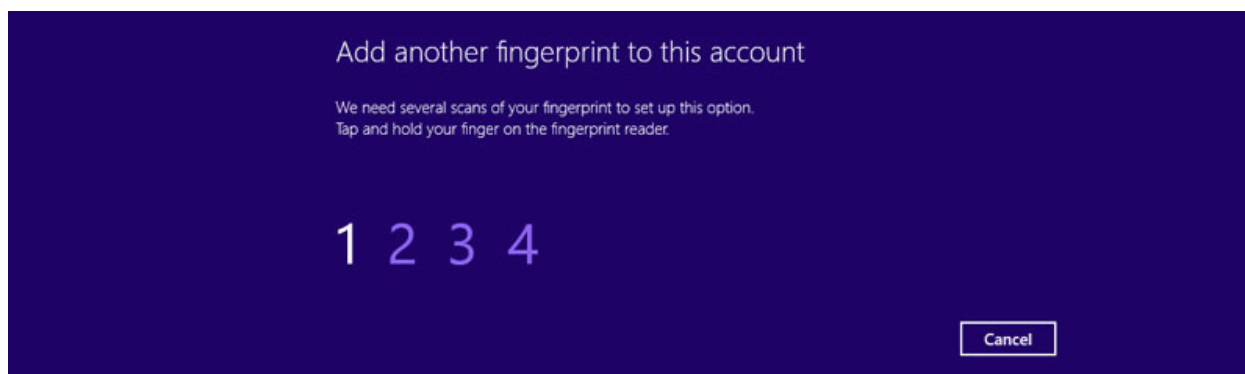 Add another fingerprint to this account
We need several scans of your fingerprint to set up this option.
Tap and hold your finger on the fingerprint reader.
1 2 3 4
Cancel